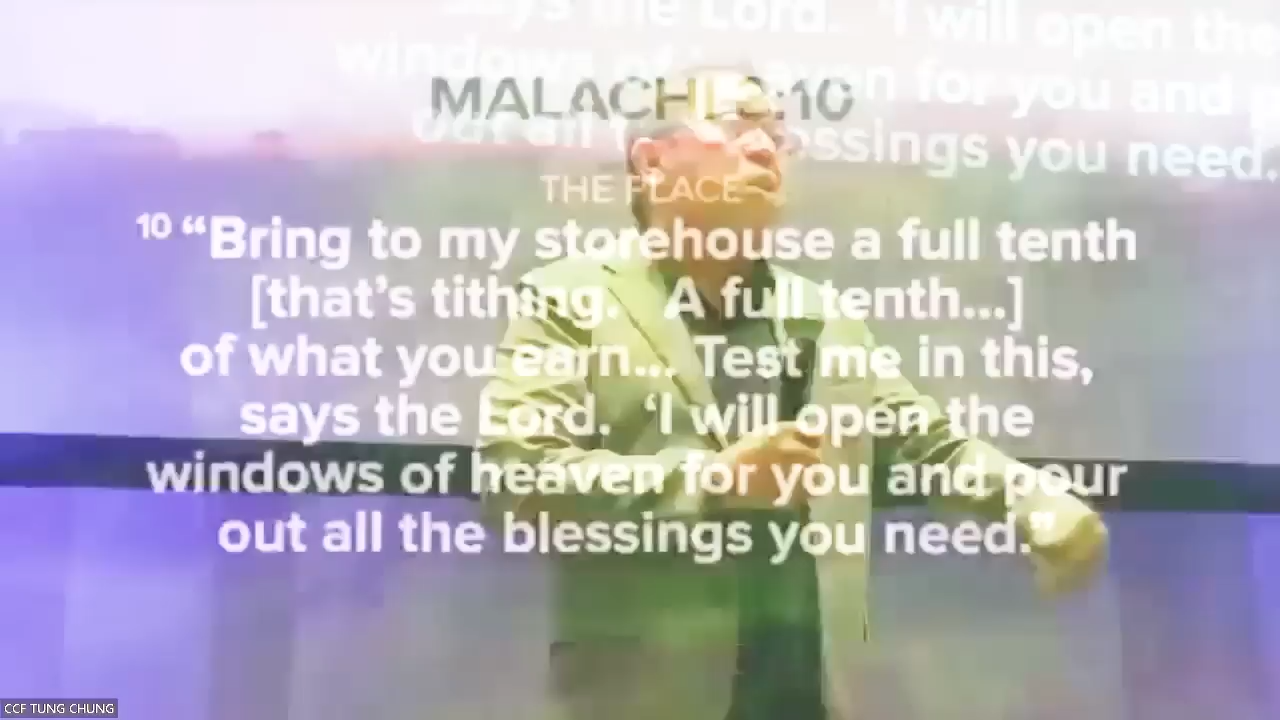 says the Lord. 'I will open the
windows of heaven for you and
out all blessings you need.
MALACHI 3:10
THE PLACE
10 “Bring to my storehouse a full tenth
[that’s tithing. A full tenth...]
of what you earn... Test me in this,
says the Lord. ‘I will open the
windows of heaven for you and pour
out all the blessings you need.”
CCF TUNG CHUNG